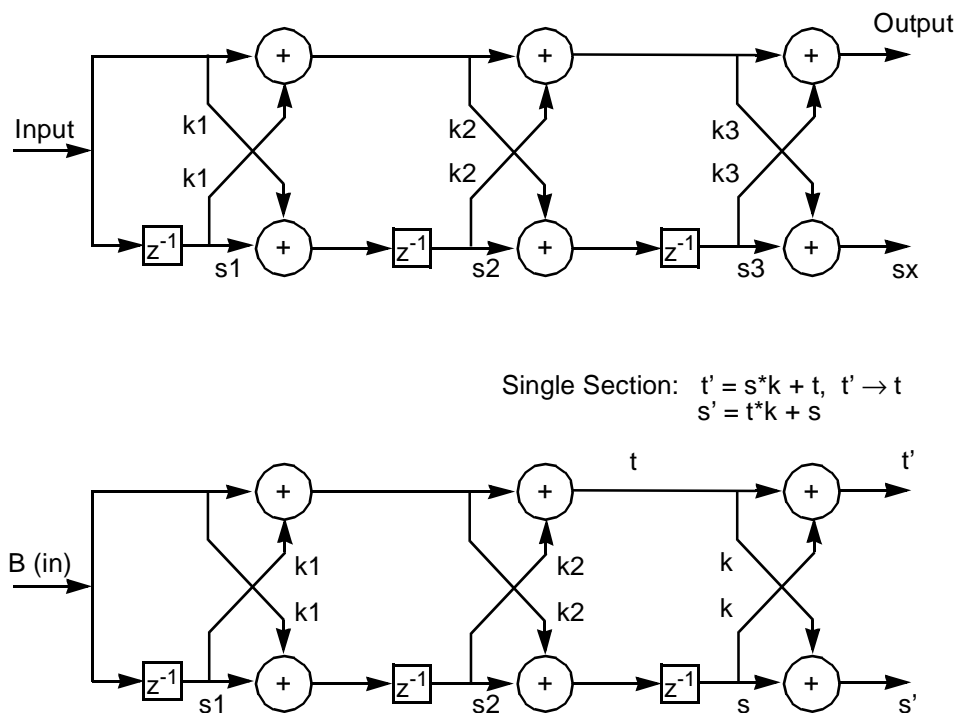 Output
+ + +
k1 k2 k3
Input
k1 k2 k3
z⁻¹ + z⁻¹ + z⁻¹ +
s1 s2 s3 sx
Single Section: t' = s*k + t, t' → t
s' = t*k + s
t t'
+ + +
B (in)
k1 k2 k
k1 k2 k
z⁻¹ + z⁻¹ + z⁻¹ +
s1 s2 s s'